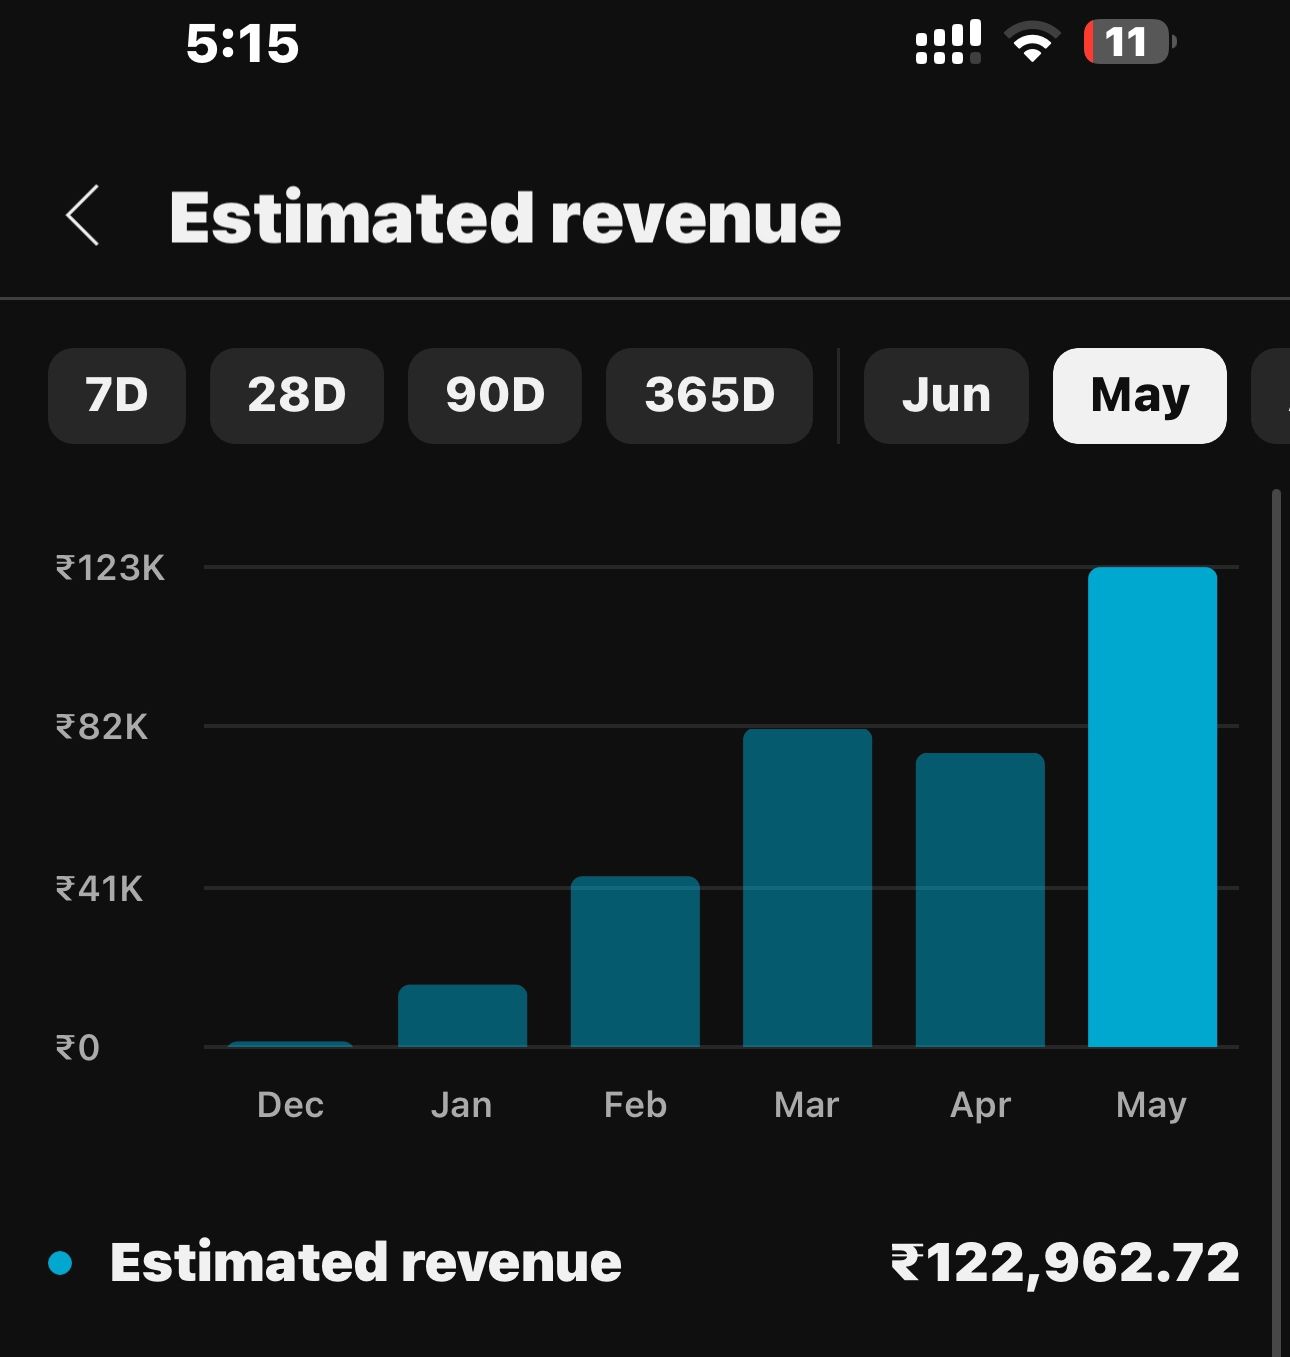 5:15 11
Estimated revenue
7D 28D 90D 365D Jun May
₹123K
₹82K
₹41K
₹0
Dec Jan Feb Mar Apr May
Estimated revenue ₹122,962.72